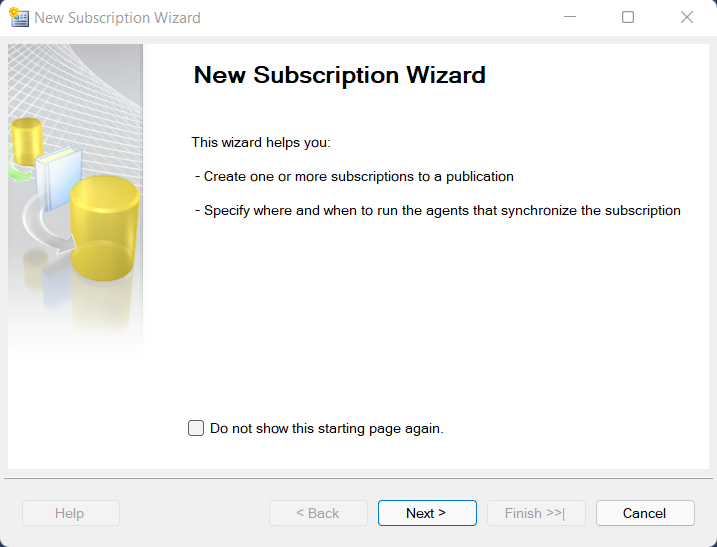 New Subscription Wizard
New Subscription Wizard
This wizard helps you:
- Create one or more subscriptions to a publication
- Specify where and when to run the agents that synchronize the subscription
Do not show this starting page again.
Help
< Back
Next >
Finish >>|
Cancel